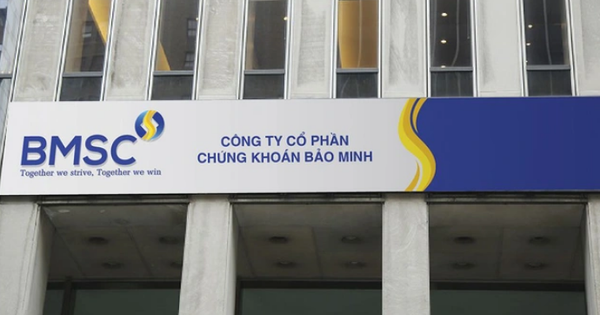 BMSC
Together we strive, Together we win
CÔNG TY CỔ PHẦN
CHỨNG KHOÁN BẢO MINH